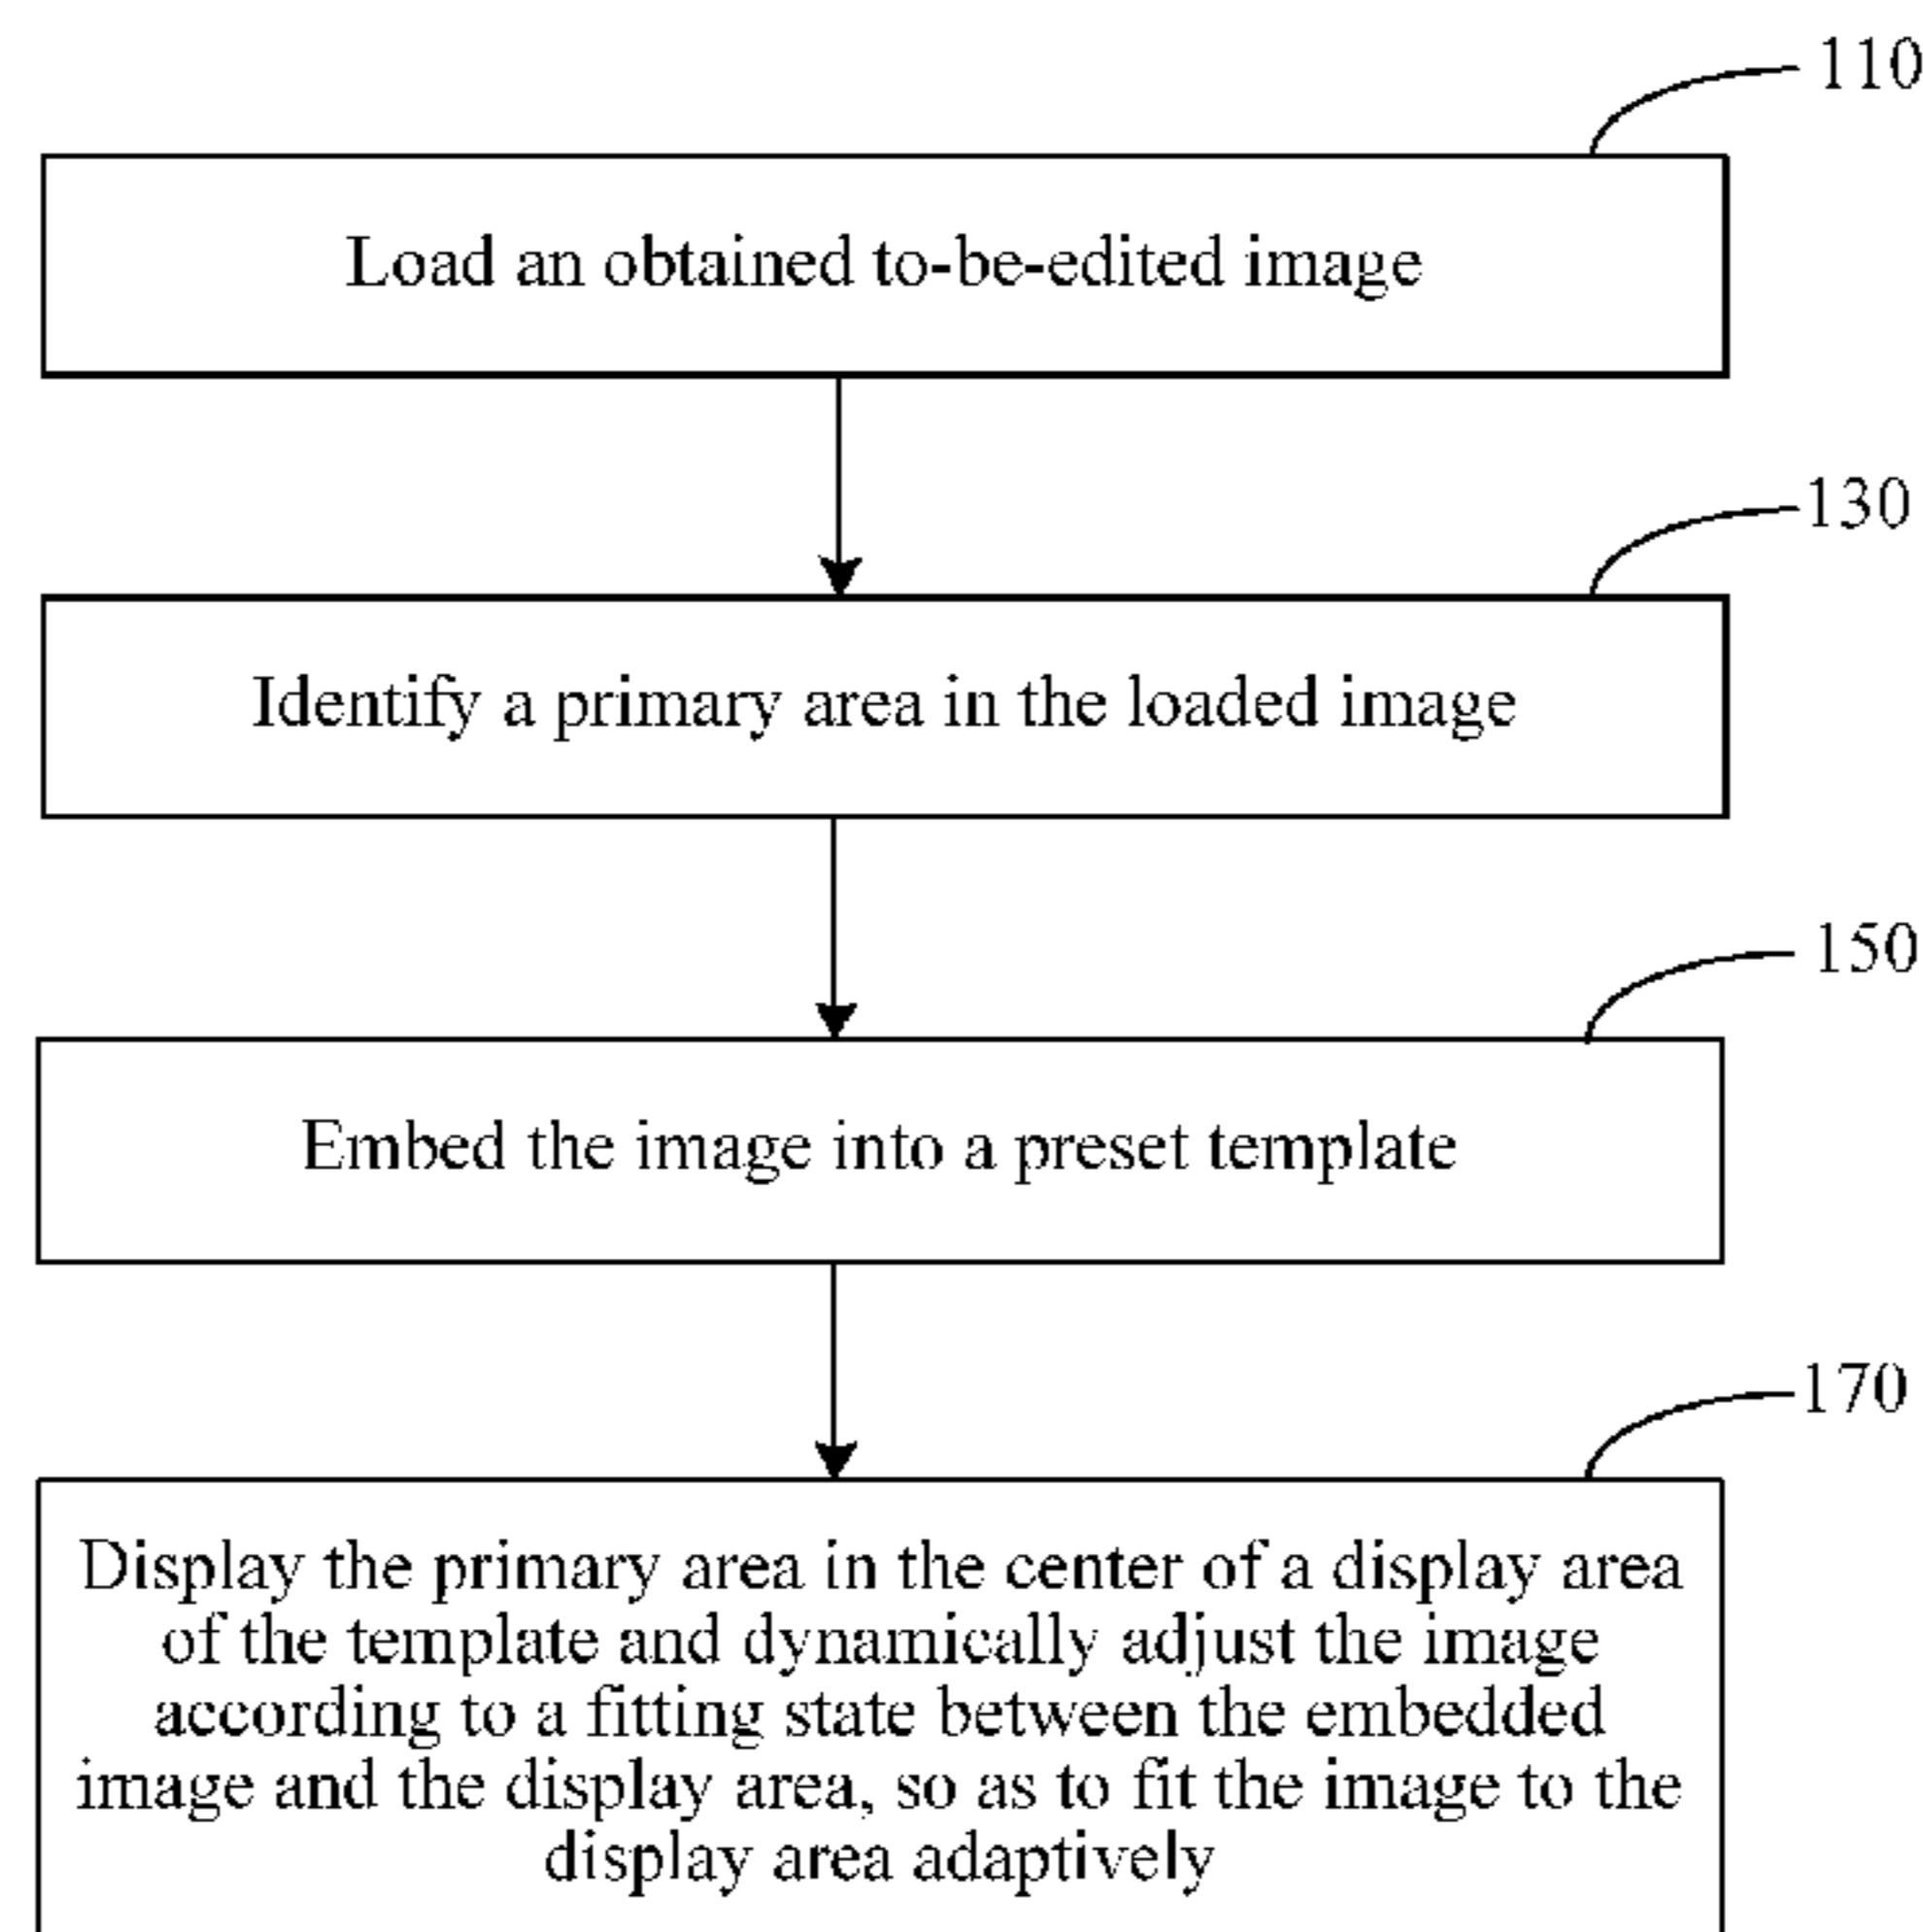 110
Load an obtained to-be-edited image
130
Identify a primary area in the loaded image
150
Embed the image into a preset template
170
Display the primary area in the center of a display area
of the template and dynamically adjust the image
according to a fitting state between the embedded
image and the display area, so as to fit the image to the
display area adaptively